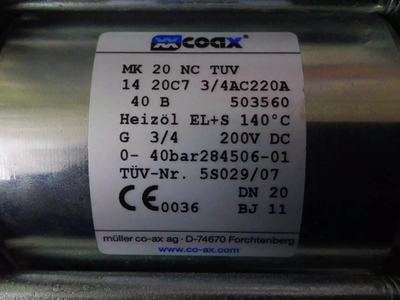 coax®
MK 20 NC TUV
14 20C7 3/4AC220A
40 B 503560
Heizöl EL+S 140°C
G 3/4 200V DC
0- 40bar284506-01
TÜV-Nr. 5S029/07
DN 20
CE 0036 BJ 11
müller co-ax ag · D-74670 Forchtenberg
www.co-ax.com